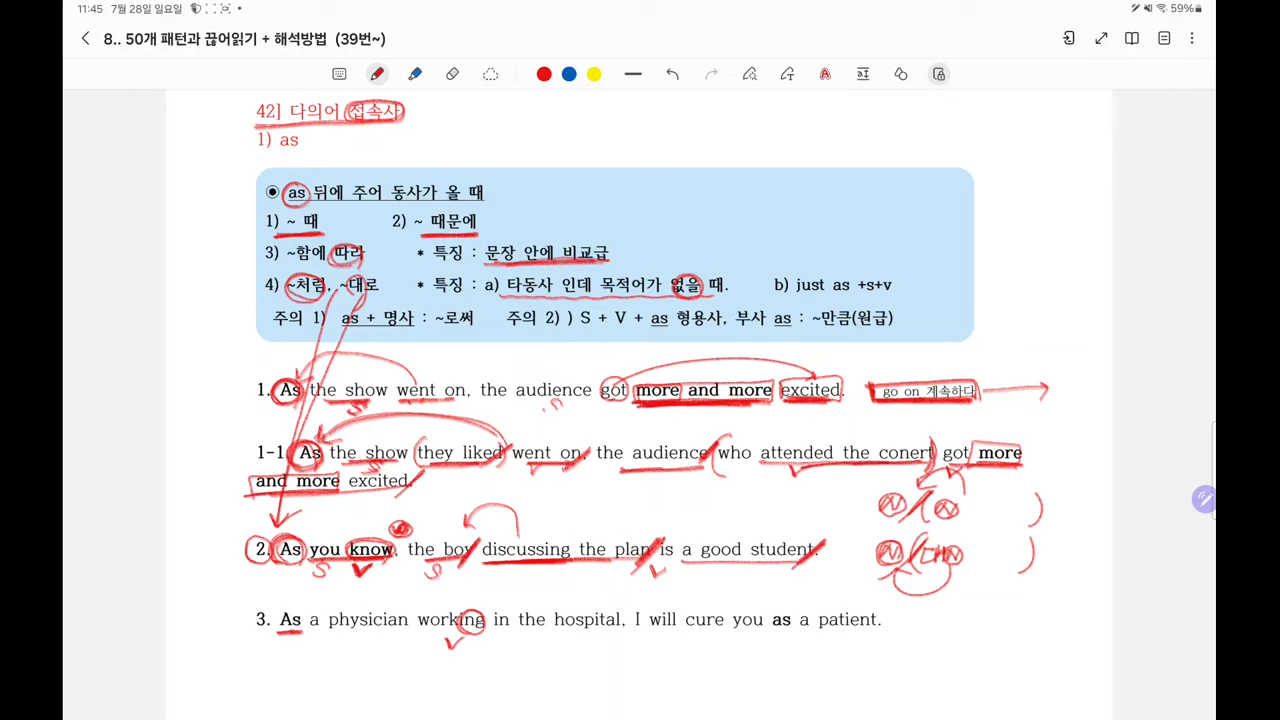 11:45 7월 28일 일요일 59%
8.. 50개 패턴과 끊어읽기 + 해석방법 (39번~)
42] 다의어 접속사
1) as
◉ as 뒤에 주어 동사가 올 때
1) ~ 때 2) ~ 때문에
3) ~함에 따라 * 특징 : 문장 안에 비교급
4) ~처럼, ~대로 * 특징 : a) 타동사 인데 목적어가 없을 때. b) just as +s+v
주의 1) as + 명사 : ~로써 주의 2) ) S + V + as 형용사, 부사 as : ~만큼(원급)
1. As the show went on, the audience got more and more excited. go on 계속하다
S
1-1. As the show they liked went on, the audience who attended the conert got more
S
and more excited.
N / ( N )
2. As you know, the boy discussing the plan is a good student.
S V S V
3. As a physician working in the hospital, I will cure you as a patient.